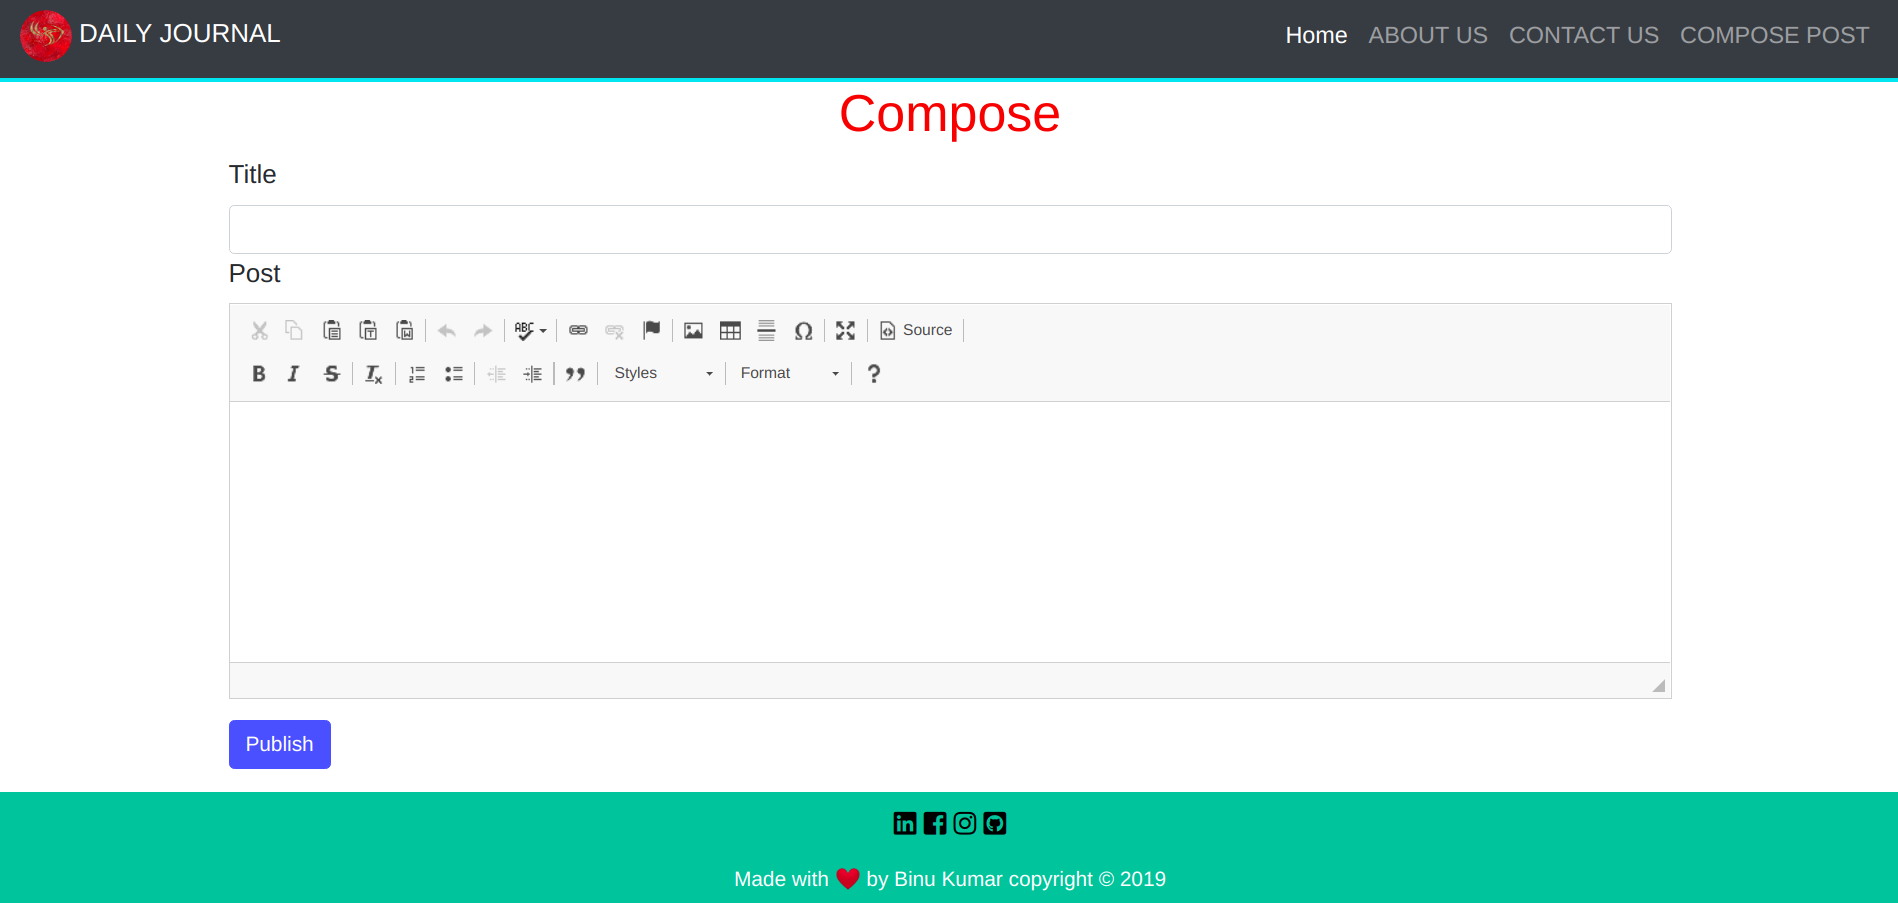 DAILY JOURNAL
Home ABOUT US CONTACT US COMPOSE POST
Compose
Title
Post
ABC Source
Styles Format
Publish
Made with ❤ by Binu Kumar copyright © 2019